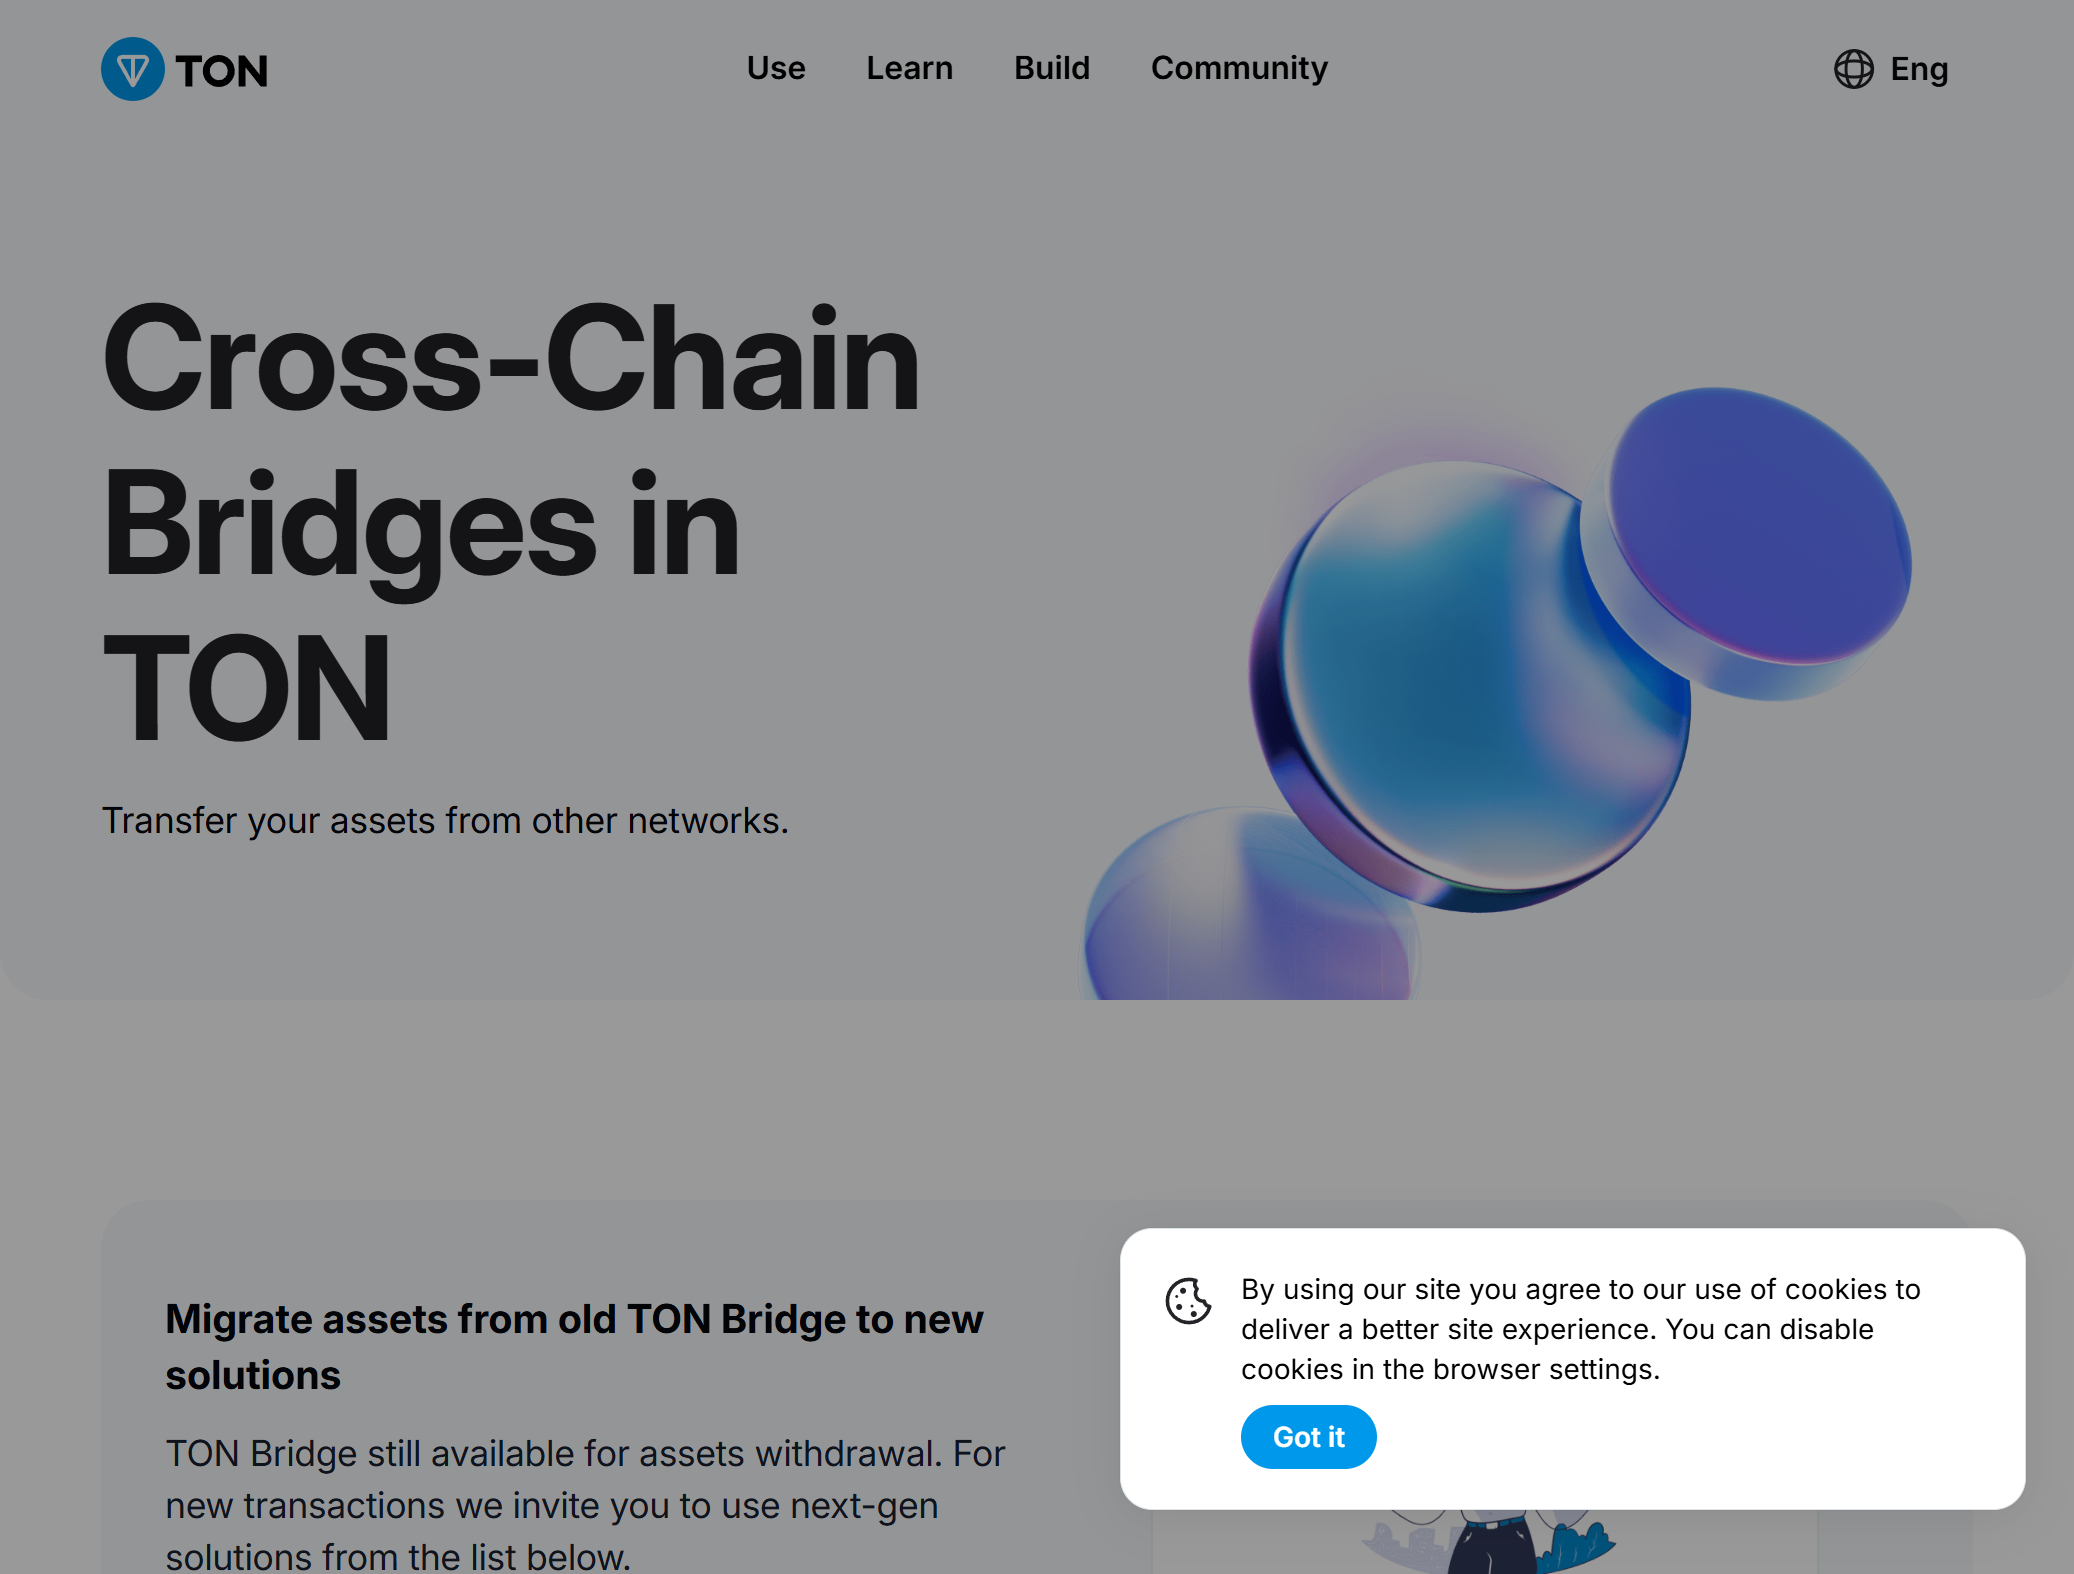 TON
Use
Learn
Build
Community
Eng
Cross-Chain
Bridges in
TON
Transfer your assets from other networks.
Migrate assets from old TON Bridge to new
solutions
TON Bridge still available for assets withdrawal. For
new transactions we invite you to use next-gen
solutions from the list below.
By using our site you agree to our use of cookies to
deliver a better site experience. You can disable
cookies in the browser settings.
Got it